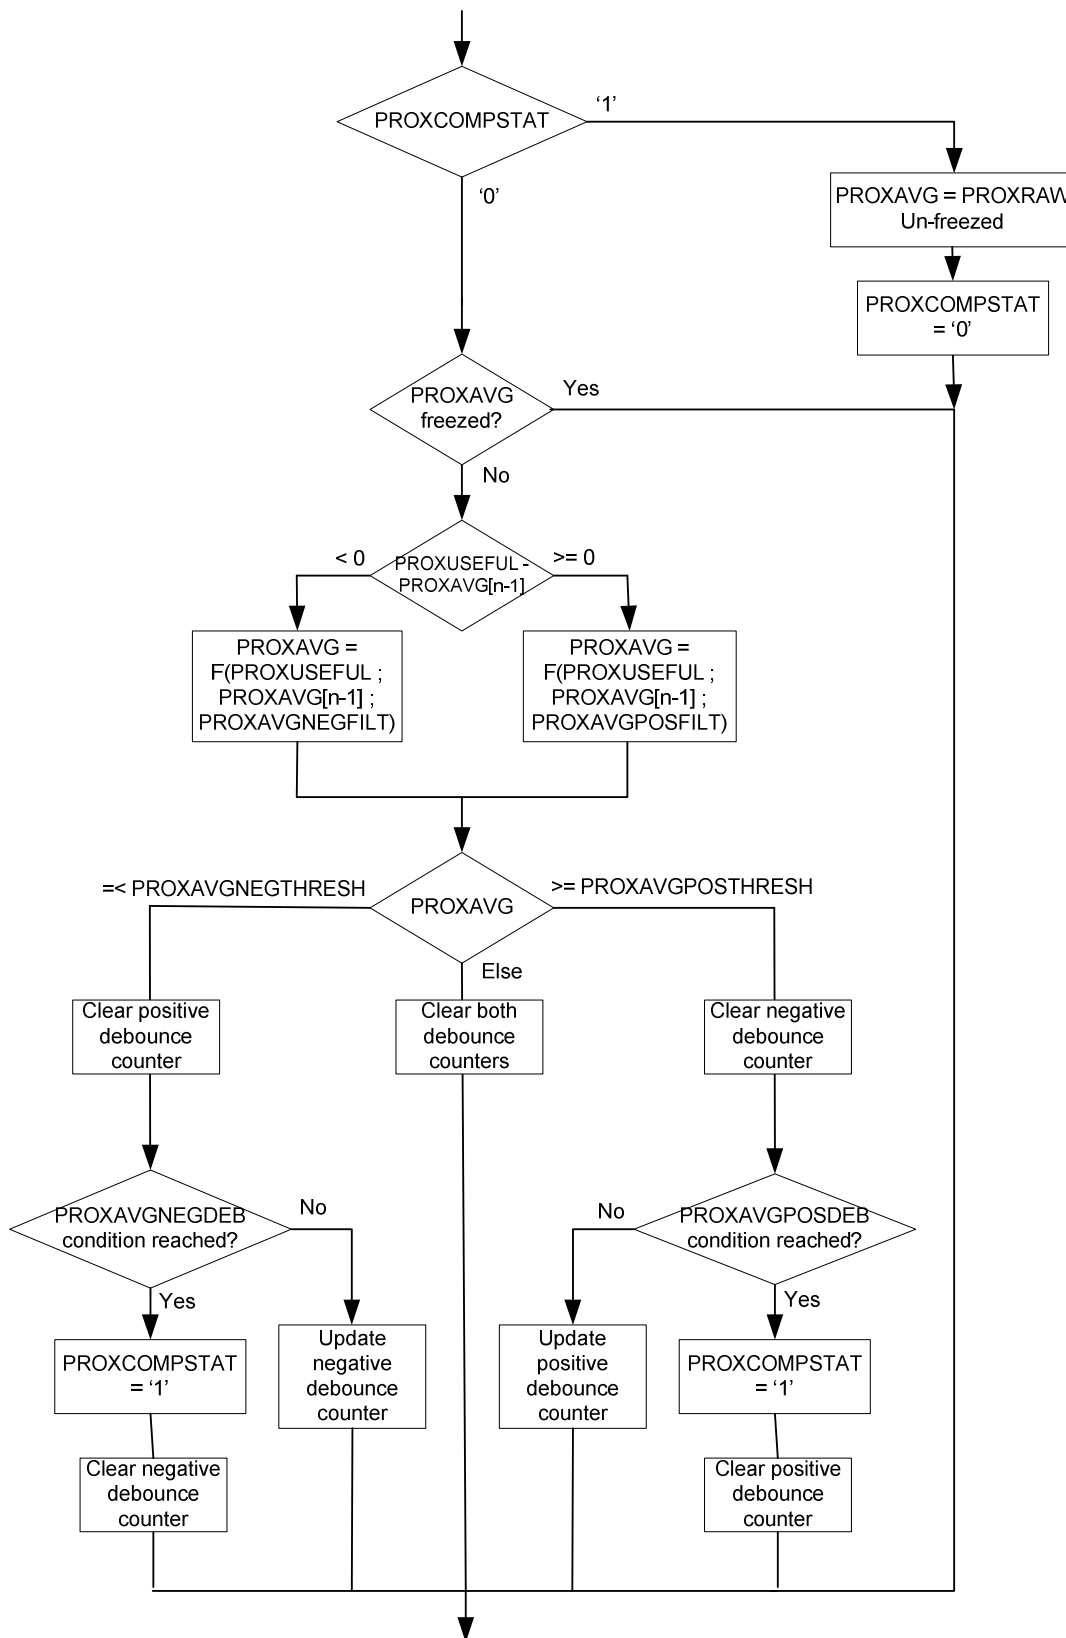 PROXCOMPSTAT
‘1’
‘0’
PROXAVG = PROXRAW
Un-freezed
PROXCOMPSTAT
= ‘0’
PROXAVG
freezed?
Yes
No
PROXUSEFUL -
PROXAVG[n-1]
< 0
>= 0
PROXAVG =
F(PROXUSEFUL ;
PROXAVG[n-1] ;
PROXAVGNEGFILT)
PROXAVG =
F(PROXUSEFUL ;
PROXAVG[n-1] ;
PROXAVGPOSFILT)
=< PROXAVGNEGTHRESH
PROXAVG
>= PROXAVGPOSTHRESH
Else
Clear positive
debounce
counter
Clear both
debounce
counters
Clear negative
debounce
counter
PROXAVGNEGDEB
condition reached?
No
Yes
No
PROXAVGPOSDEB
condition reached?
Yes
PROXCOMPSTAT
= ‘1’
Update
negative
debounce
counter
Update
positive
debounce
counter
PROXCOMPSTAT
= ‘1’
Clear negative
debounce
counter
Clear positive
debounce
counter